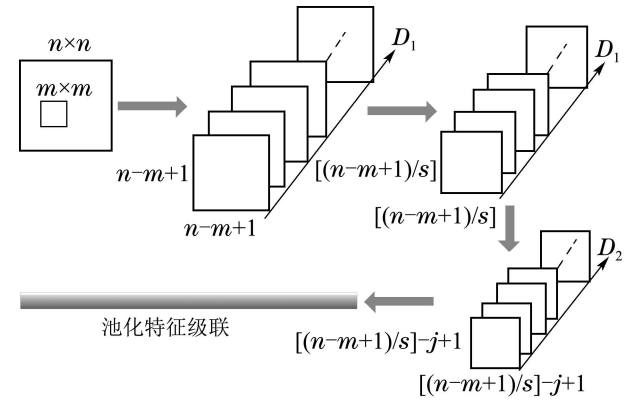 n×n
m×m
n−m+1
n−m+1
D₁
[(n−m+1)/s]
[(n−m+1)/s]
D₁
D₂
[(n−m+1)/s]−j+1
[(n−m+1)/s]−j+1
池化特征级联